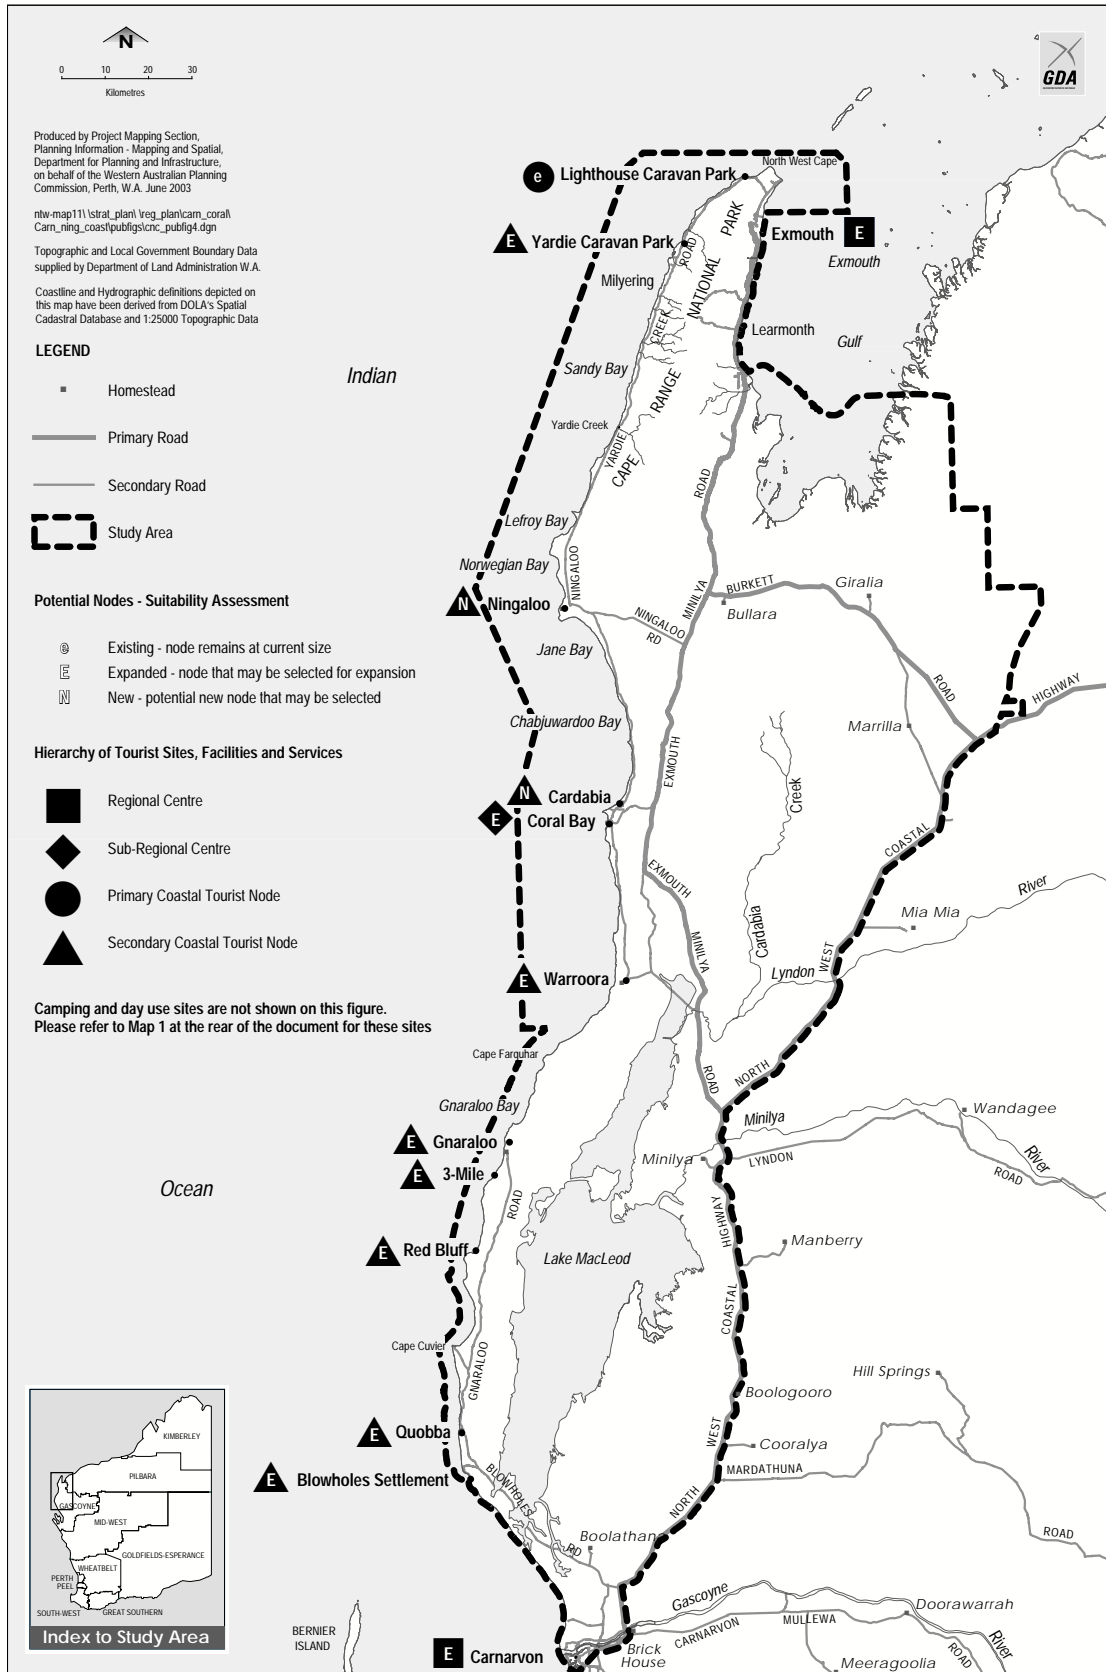 N
0 10 20 30
Kilometres
Produced by Project Mapping Section,
Planning Information - Mapping and Spatial,
Department for Planning and Infrastructure,
on behalf of the Western Australian Planning
Commission, Perth, W.A. June 2003
ntw-map11\ \strat_plan\ \reg_plan\carn_coral\
Carn_ning_coast\pubfigs\cnc_pubfig4.dgn
Topographic and Local Government Boundary Data
supplied by Department of Land Administration W.A.
Coastline and Hydrographic definitions depicted on
this map have been derived from DOLA's Spatial
Cadastral Database and 1:25000 Topographic Data
LEGEND
Homestead
Primary Road
Secondary Road
Study Area
Potential Nodes - Suitability Assessment
e Existing - node remains at current size
E Expanded - node that may be selected for expansion
N New - potential new node that may be selected
Hierarchy of Tourist Sites, Facilities and Services
Regional Centre
Sub-Regional Centre
Primary Coastal Tourist Node
Secondary Coastal Tourist Node
Camping and day use sites are not shown on this figure.
Please refer to Map 1 at the rear of the document for these sites
GDA
North West Cape
e Lighthouse Caravan Park
E Yardie Caravan Park
Exmouth E
Exmouth
Gulf
Milyering
Learmonth
CAPE RANGE NATIONAL PARK
YARDIE CREEK ROAD
Indian
Sandy Bay
Yardie Creek
Lefroy Bay
Norwegian Bay
N Ningaloo
NINGALOO
NINGALOO
RD
MINILYA
ROAD
BURKETT
ROAD
Giralia
Bullara
Jane Bay
Chabjuwardoo Bay
EXMOUTH
Marrilla
HIGHWAY
N Cardabia
E Coral Bay
Cardabia Creek
COASTAL
EXMOUTH
MINILYA
ROAD
Mia Mia
River
Lyndon
WEST
E Warroora
NORTH
Cape Farquhar
Gnaraloo Bay
E Gnaraloo
E 3-Mile
Ocean
Minilya
Wandagee
Minilya
LYNDON
ROAD
River
ROAD
HIGHWAY
E Red Bluff
Lake MacLeod
Manberry
COASTAL
Cape Cuvier
GNARALOO
Hill Springs
Boologooro
E Quobba
WEST
Cooralya
MARDATHUNA
ROAD
E Blowholes Settlement
BLOWHOLES
RD
NORTH
Boolathan
Gascoyne
River
Doorawarrah
CARNARVON
MULLEWA
ROAD
E Carnarvon
Brick
House
Meeragoolia
BERNIER
ISLAND
KIMBERLEY
PILBARA
GASCOYNE
MID-WEST
GOLDFIELDS-ESPERANCE
WHEATBELT
PERTH
PEEL
SOUTH-WEST
GREAT SOUTHERN
Index to Study Area